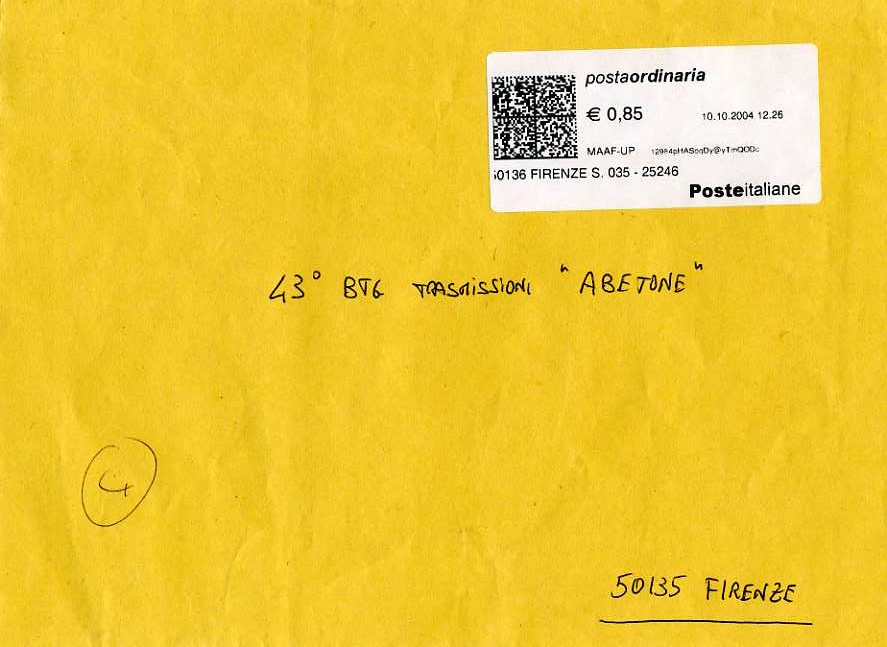 postaordinaria
€ 0,85 10.10.2004 12.26
MAAF-UP
50136 FIRENZE S. 035 - 25246
Posteitaliane
43° BTG TRASMISSIONI "ABETONE"
4
50135 FIRENZE